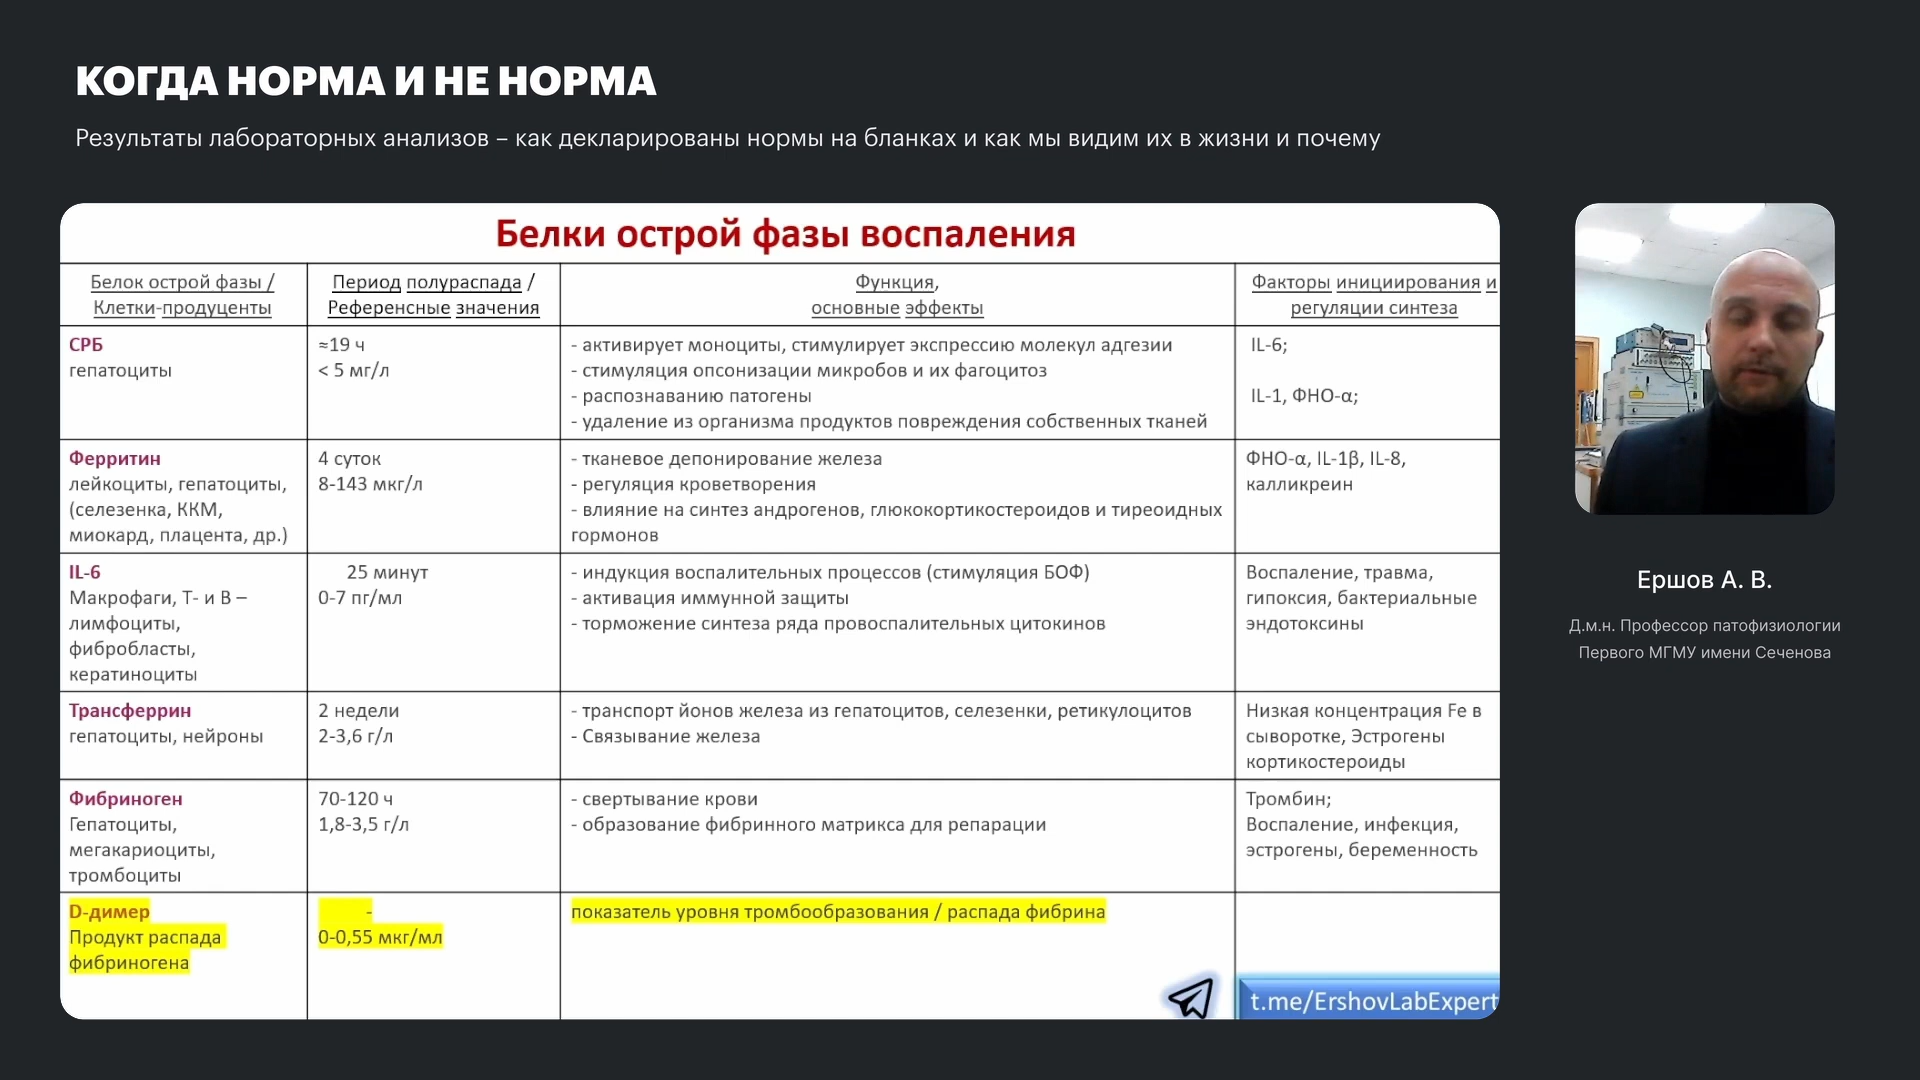 КОГДА НОРМА И НЕ НОРМА
Результаты лабораторных анализов – как декларированы нормы на бланках и как мы видим их в жизни и почему
Белки острой фазы воспаления
Белок острой фазы /
Клетки-продуценты
Период полураспада /
Референсные значения
Функция,
основные эффекты
Факторы инициирования и
регуляции синтеза
СРБ
гепатоциты
≈19 ч
< 5 мг/л
- активирует моноциты, стимулирует экспрессию молекул адгезии
- стимуляция опсонизации микробов и их фагоцитоз
- распознаванию патогены
- удаление из организма продуктов повреждения собственных тканей
IL-6;
IL-1, ФНО-α;
Ферритин
лейкоциты, гепатоциты,
(селезенка, ККМ,
миокард, плацента, др.)
4 суток
8-143 мкг/л
- тканевое депонирование железа
- регуляция кроветворения
- влияние на синтез андрогенов, глюкокортикостероидов и тиреоидных
гормонов
ФНО-α, IL-1β, IL-8,
калликреин
IL-6
Макрофаги, Т- и В –
лимфоциты,
фибробласты,
кератиноциты
25 минут
0-7 пг/мл
- индукция воспалительных процессов (стимуляция БОФ)
- активация иммунной защиты
- торможение синтеза ряда провоспалительных цитокинов
Воспаление, травма,
гипоксия, бактериальные
эндотоксины
Трансферрин
гепатоциты, нейроны
2 недели
2-3,6 г/л
- транспорт йонов железа из гепатоцитов, селезенки, ретикулоцитов
- Связывание железа
Низкая концентрация Fe в
сыворотке, Эстрогены
кортикостероиды
Фибриноген
Гепатоциты,
мегакариоциты,
тромбоциты
70-120 ч
1,8-3,5 г/л
- свертывание крови
- образование фибринного матрикса для репарации
Тромбин;
Воспаление, инфекция,
эстрогены, беременность
D-димер
Продукт распада
фибриногена
-
0-0,55 мкг/мл
показатель уровня тромбообразования / распада фибрина
t.me/ErshovLabExpert
Ершов А. В.
Д.м.н. Профессор патофизиологии
Первого МГМУ имени Сеченова